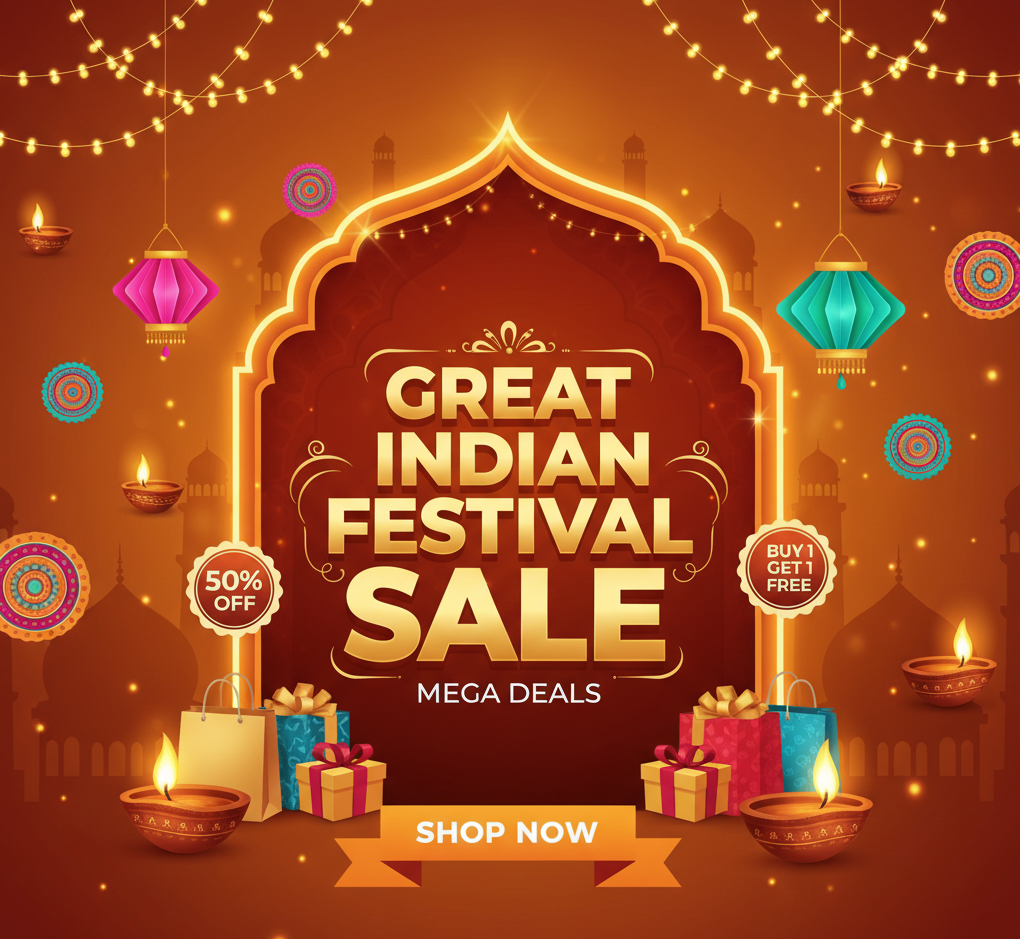 GREAT
INDIAN
FESTIVAL
SALE
50%
OFF
BUY 1
GET 1
FREE
MEGA DEALS
SHOP NOW